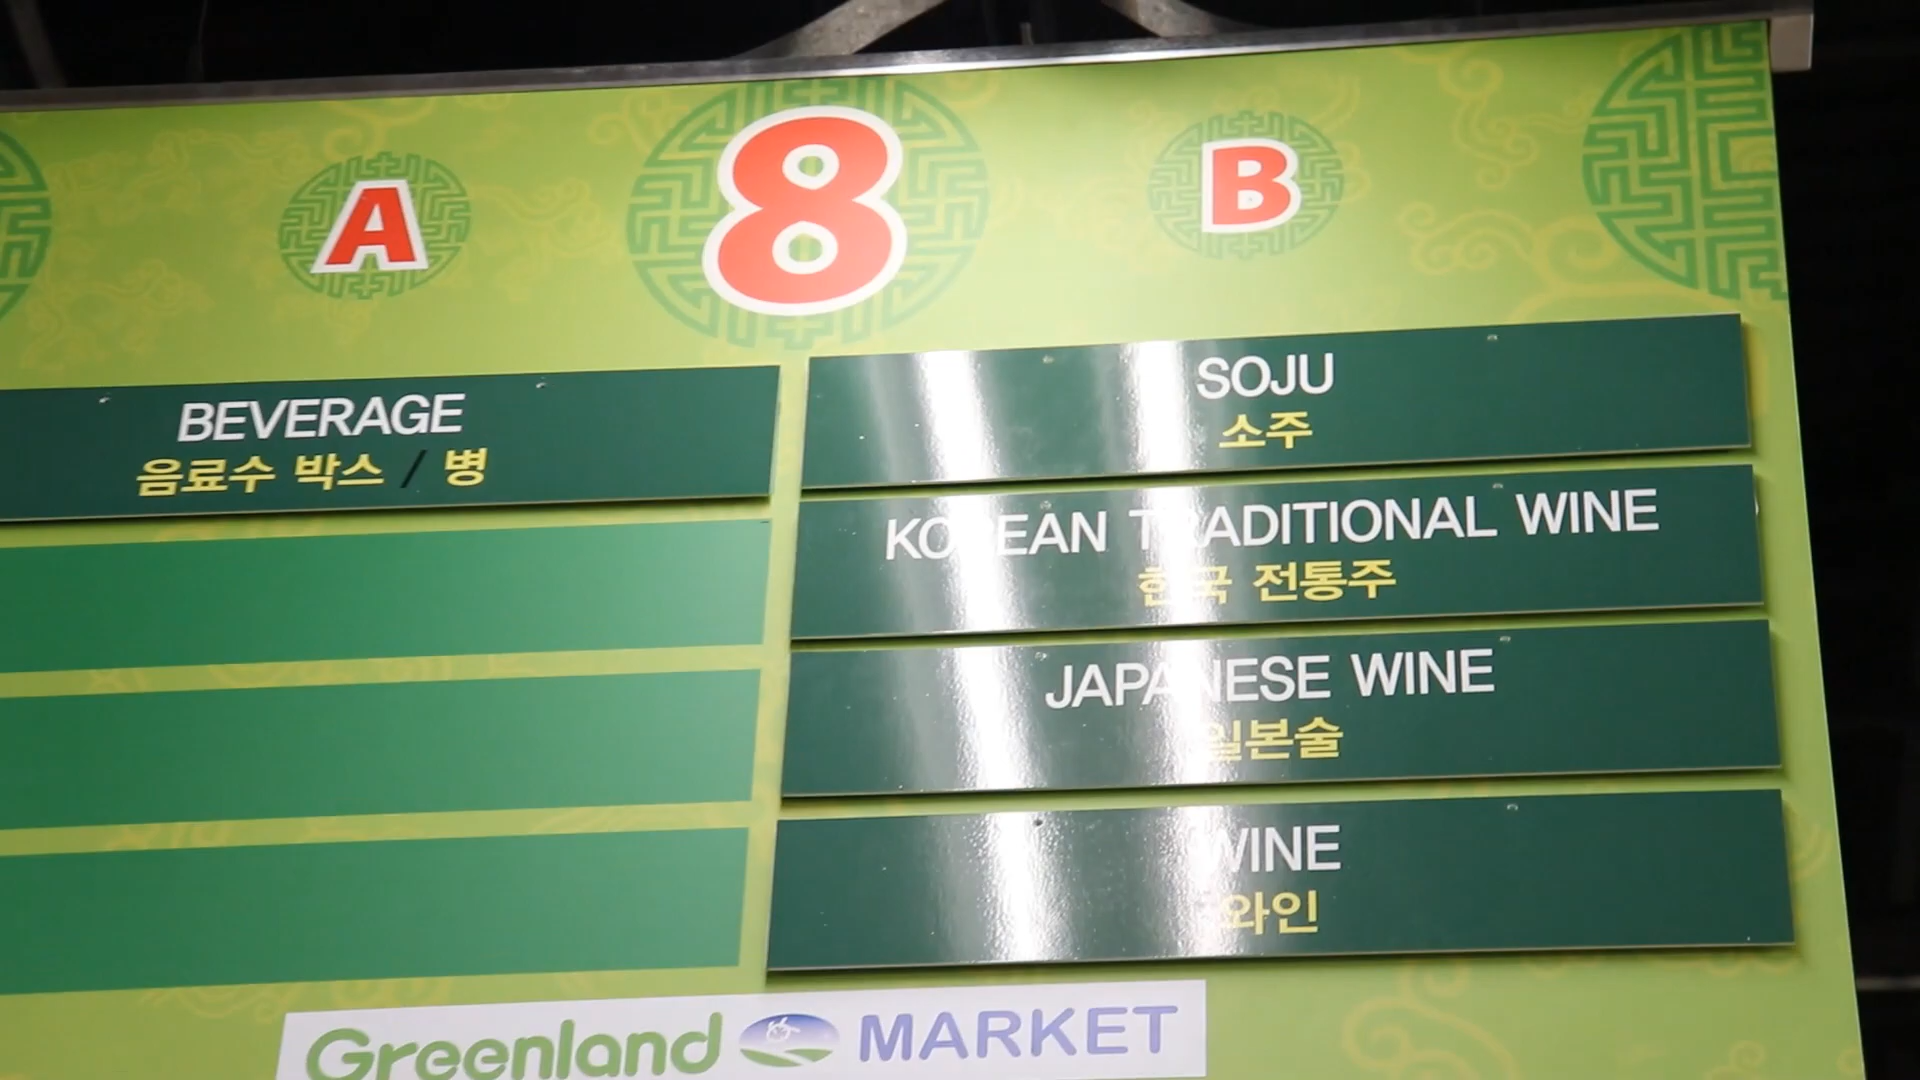 A
8
B
BEVERAGE
음료수 박스 / 병
SOJU
소주
KOREAN TRADITIONAL WINE
한국 전통주
JAPANESE WINE
일본술
WINE
와인
Greenland MARKET